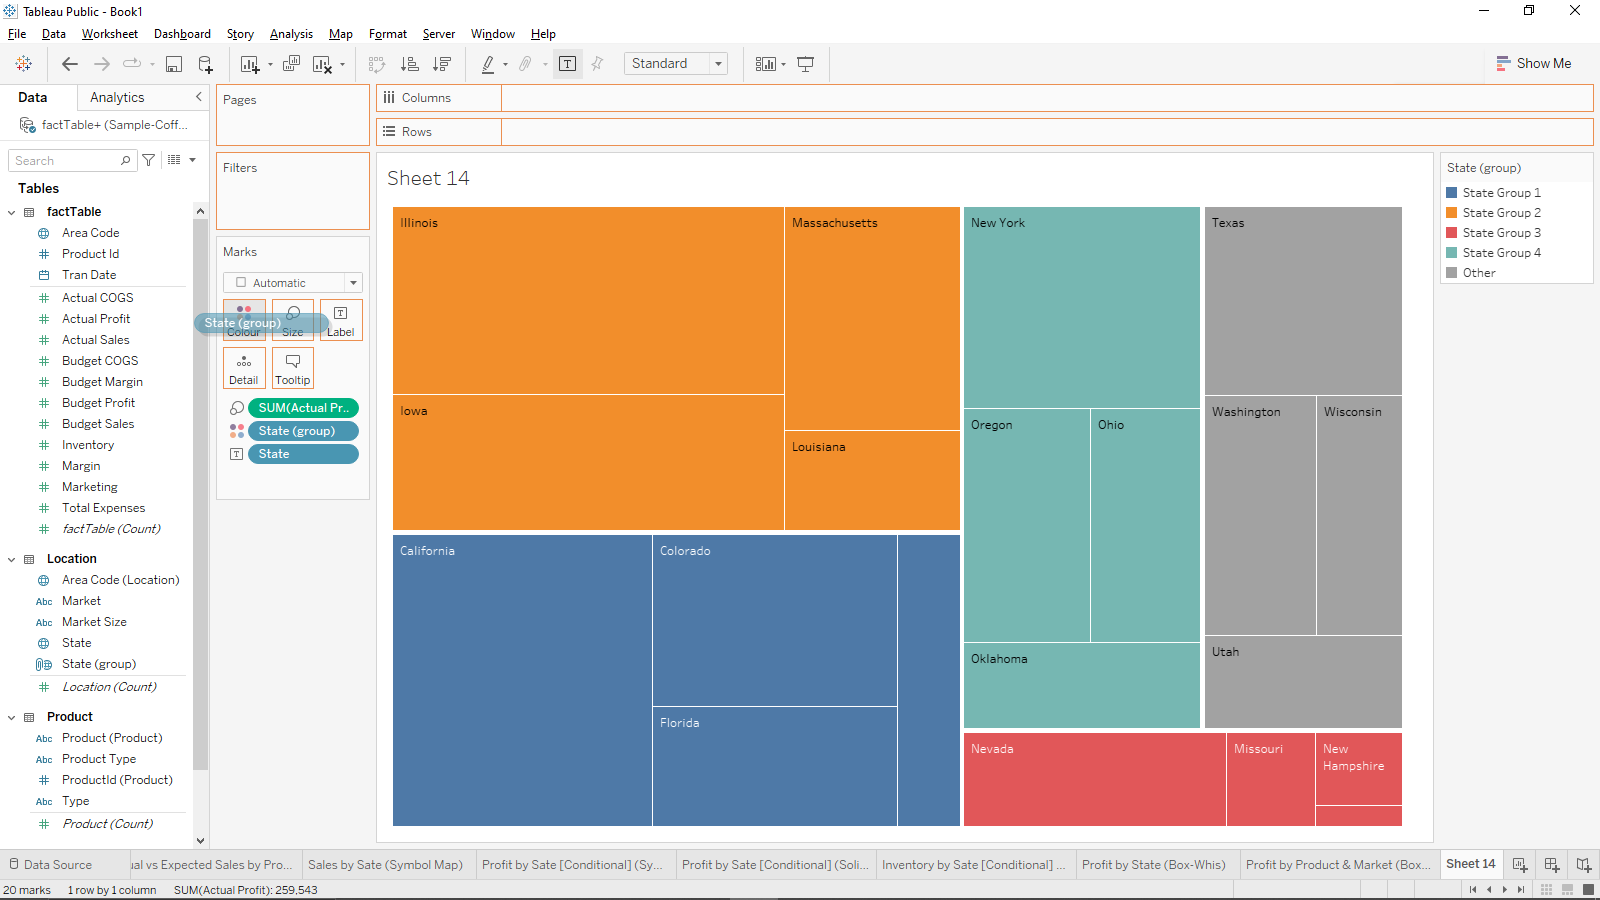 Tableau Public - Book1
File Data Worksheet Dashboard Story Analysis Map Format Server Window Help
Standard
Show Me
Data
Analytics
factTable+ (Sample-Coff...
Search
Tables
factTable
Area Code
Product Id
Tran Date
Actual COGS
Actual Profit
Actual Sales
Budget COGS
Budget Margin
Budget Profit
Budget Sales
Inventory
Margin
Marketing
Total Expenses
factTable (Count)
Location
Area Code (Location)
Abc Market
Abc Market Size
State
State (group)
Location (Count)
Product
Abc Product (Product)
Abc Product Type
ProductId (Product)
Abc Type
Product (Count)
Pages
Filters
Marks
Automatic
State (group)
Colour
Size
Label
Detail
Tooltip
SUM(Actual Pr..
State (group)
State
Columns
Rows
Sheet 14
Illinois
Massachusetts
Iowa
Louisiana
California
Colorado
Florida
New York
Oregon
Ohio
Oklahoma
Texas
Washington
Wisconsin
Utah
Nevada
Missouri
New
Hampshire
State (group)
State Group 1
State Group 2
State Group 3
State Group 4
Other
Data Source
ual vs Expected Sales by Pro...
Sales by Sate (Symbol Map)
Profit by Sate [Conditional] (Sy...
Profit by Sate [Conditional] (Soli...
Inventory by Sate [Conditional] ...
Profit by State (Box-Whis)
Profit by Product & Market (Box...
Sheet 14
20 marks
1 row by 1 column
SUM(Actual Profit): 259,543